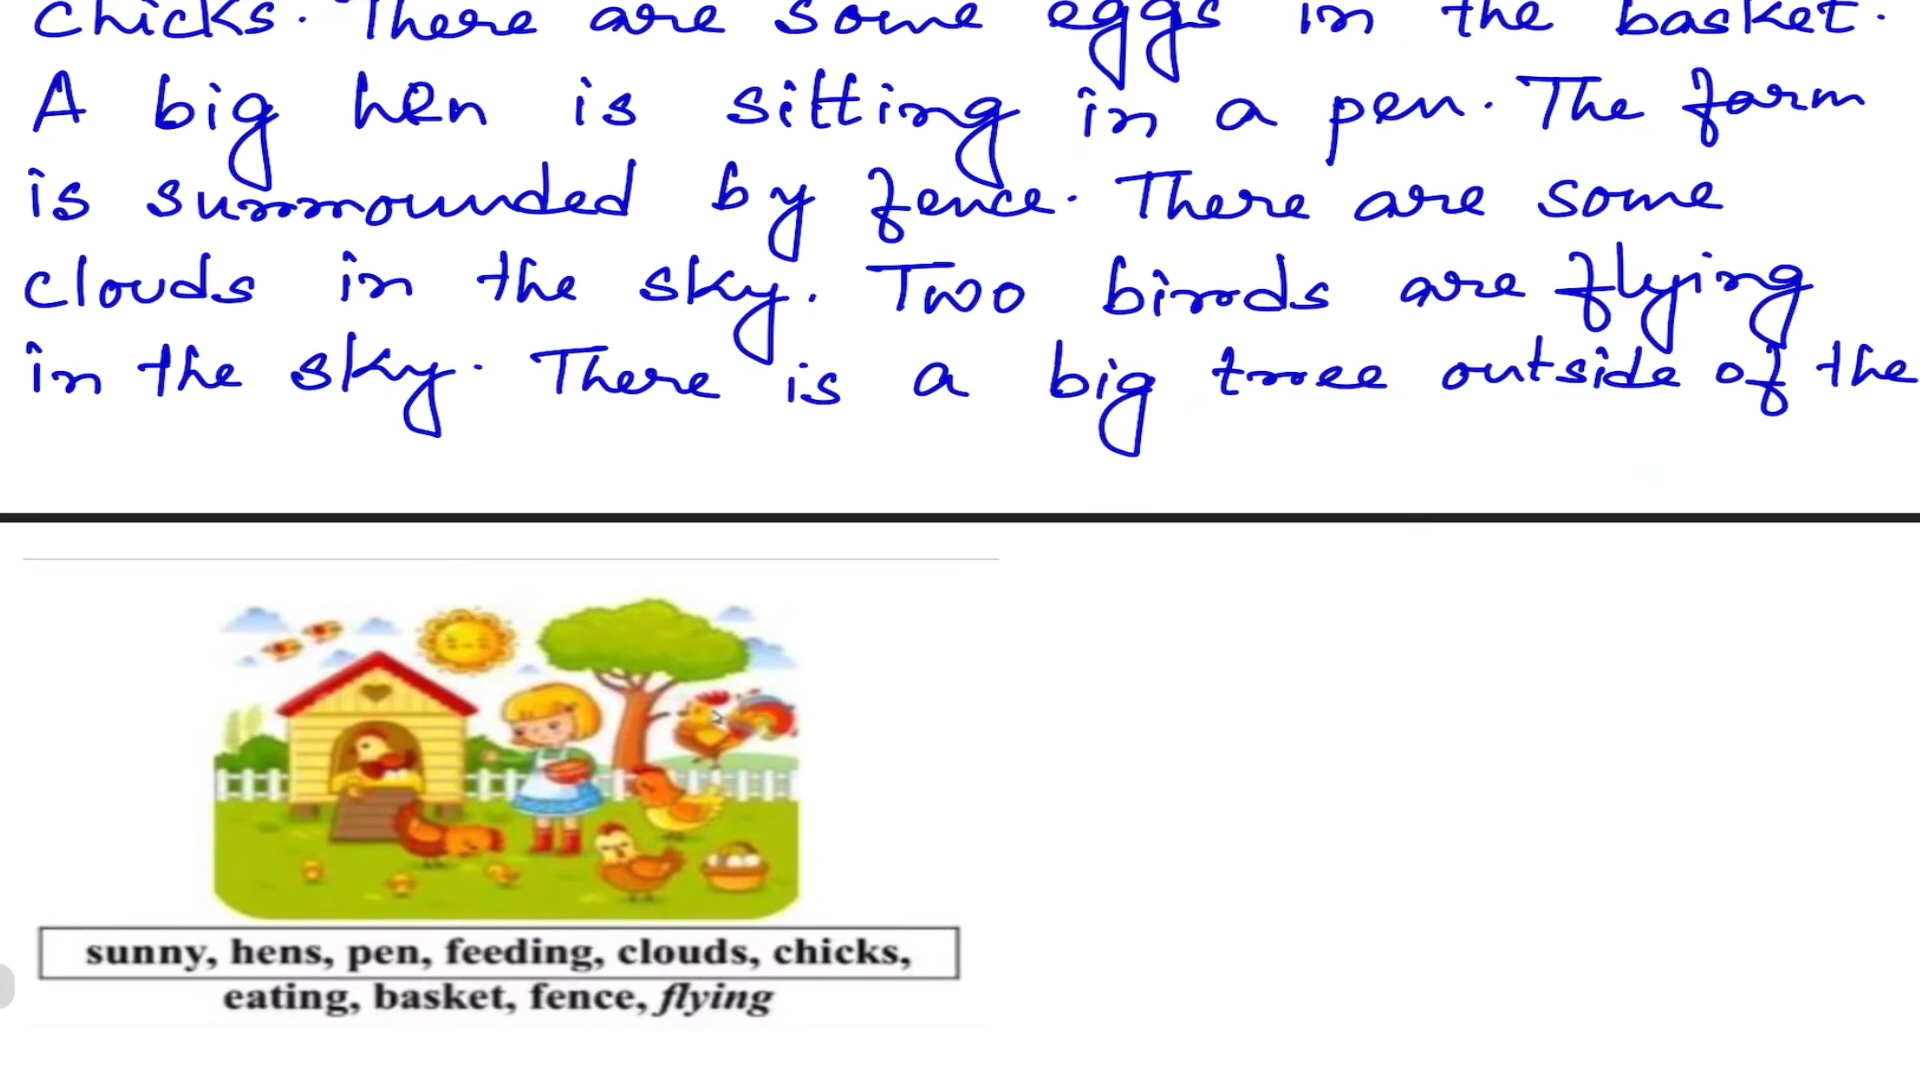 chicks. There are some eggs in the basket.
A big hen is sitting in a pen. The farm
is surrounded by fence. There are some
clouds in the sky. Two birds are flying
in the sky. There is a big tree outside of the
sunny, hens, pen, feeding, clouds, chicks,
eating, basket, fence, flying